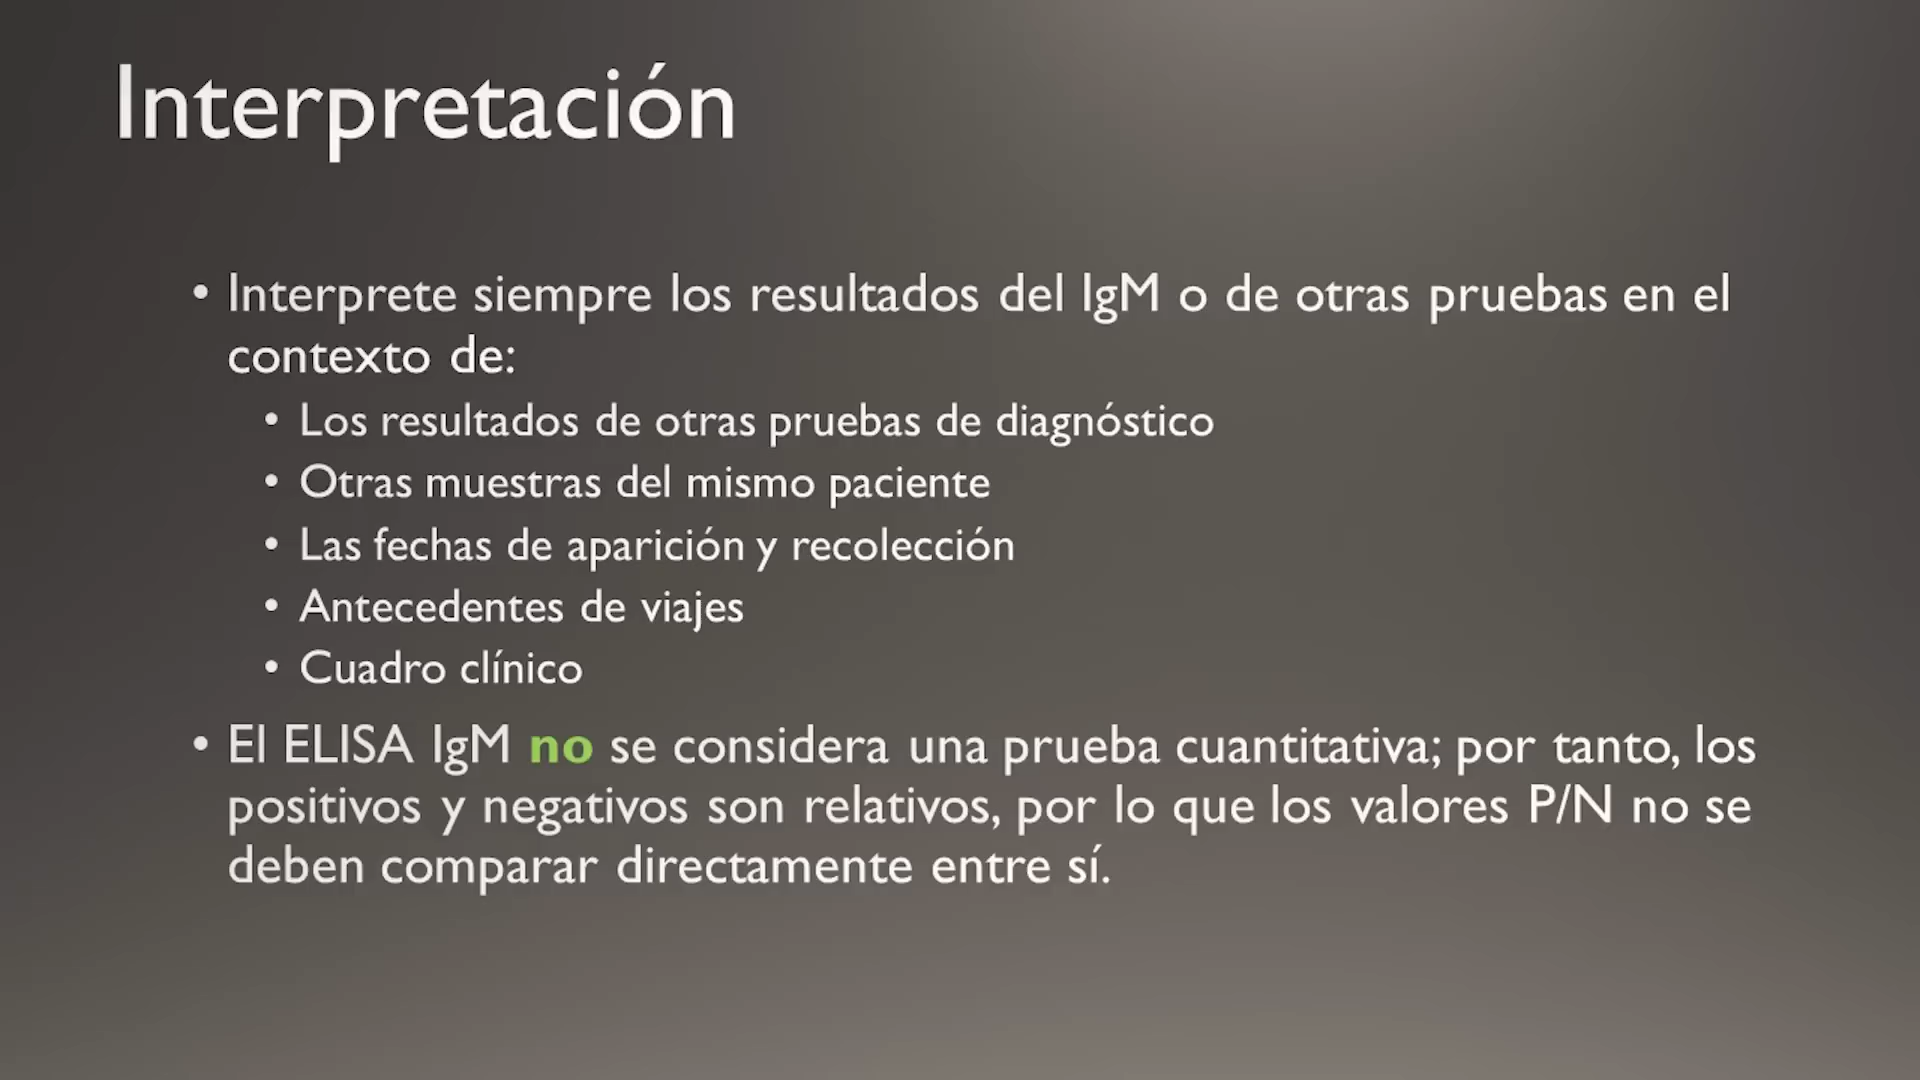 Interpretación
• Interprete siempre los resultados del IgM o de otras pruebas en el
contexto de:
• Los resultados de otras pruebas de diagnóstico
• Otras muestras del mismo paciente
• Las fechas de aparición y recolección
• Antecedentes de viajes
• Cuadro clínico
• El ELISA IgM no se considera una prueba cuantitativa; por tanto, los
positivos y negativos son relativos, por lo que los valores P/N no se
deben comparar directamente entre sí.